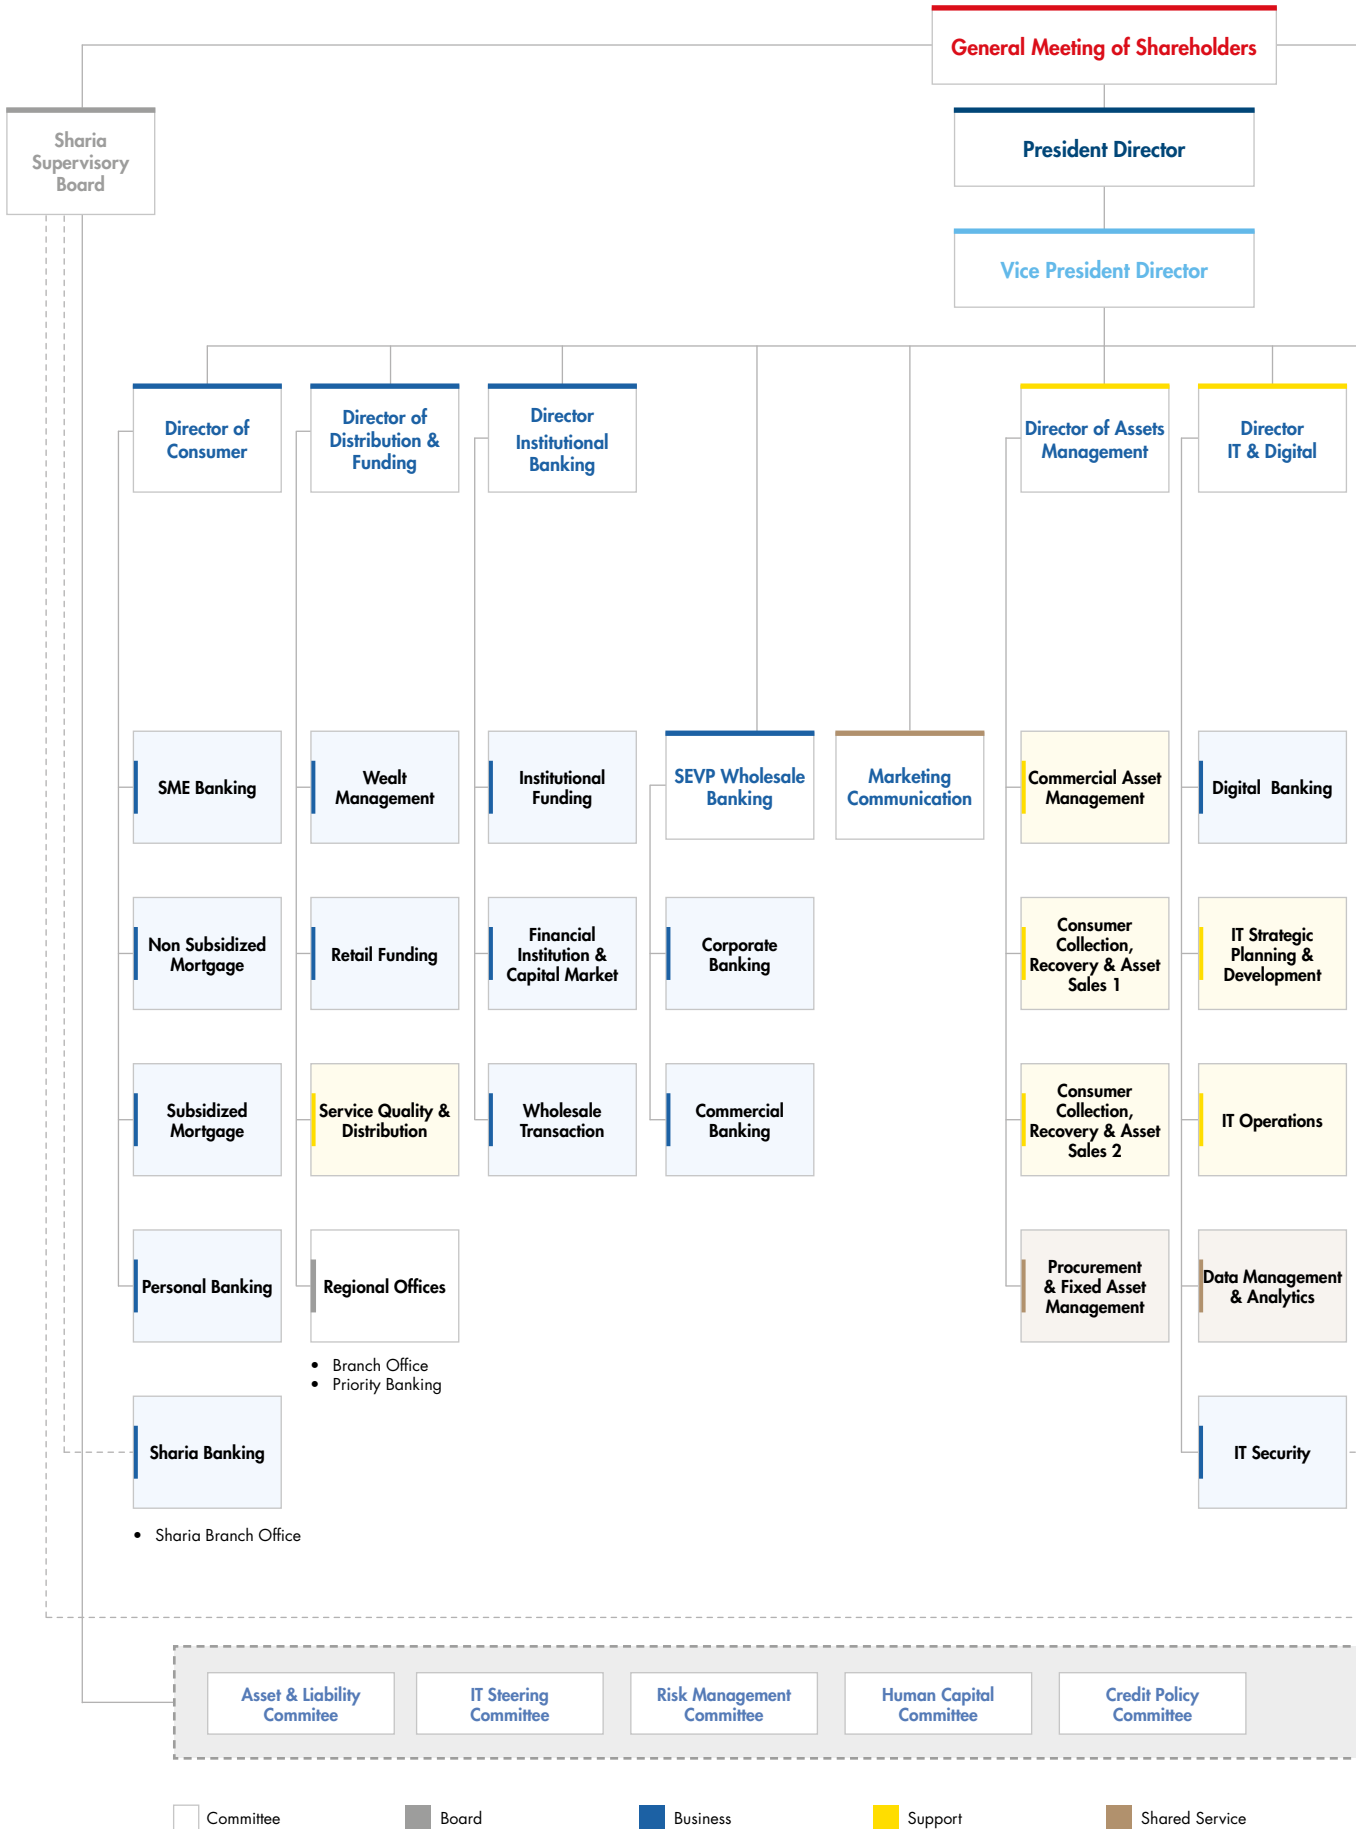 General Meeting of Shareholders
Sharia
Supervisory
Board
President Director
Vice President Director
Director of
Consumer
Director of
Distribution &
Funding
Director
Institutional
Banking
Director of Assets
Management
Director
IT & Digital
SME Banking
Wealt
Management
Institutional
Funding
SEVP Wholesale
Banking
Marketing
Communication
Commercial Asset
Management
Digital Banking
Non Subsidized
Mortgage
Retail Funding
Financial
Institution &
Capital Market
Corporate
Banking
Consumer
Collection,
Recovery & Asset
Sales 1
IT Strategic
Planning &
Development
Subsidized
Mortgage
Service Quality &
Distribution
Wholesale
Transaction
Commercial
Banking
Consumer
Collection,
Recovery & Asset
Sales 2
IT Operations
Personal Banking
Regional Offices
Procurement
& Fixed Asset
Management
Data Management
& Analytics
• Branch Office
• Priority Banking
Sharia Banking
IT Security
• Sharia Branch Office
Asset & Liability
Commitee
IT Steering
Committee
Risk Management
Committee
Human Capital
Committee
Credit Policy
Committee
Committee
Board
Business
Support
Shared Service